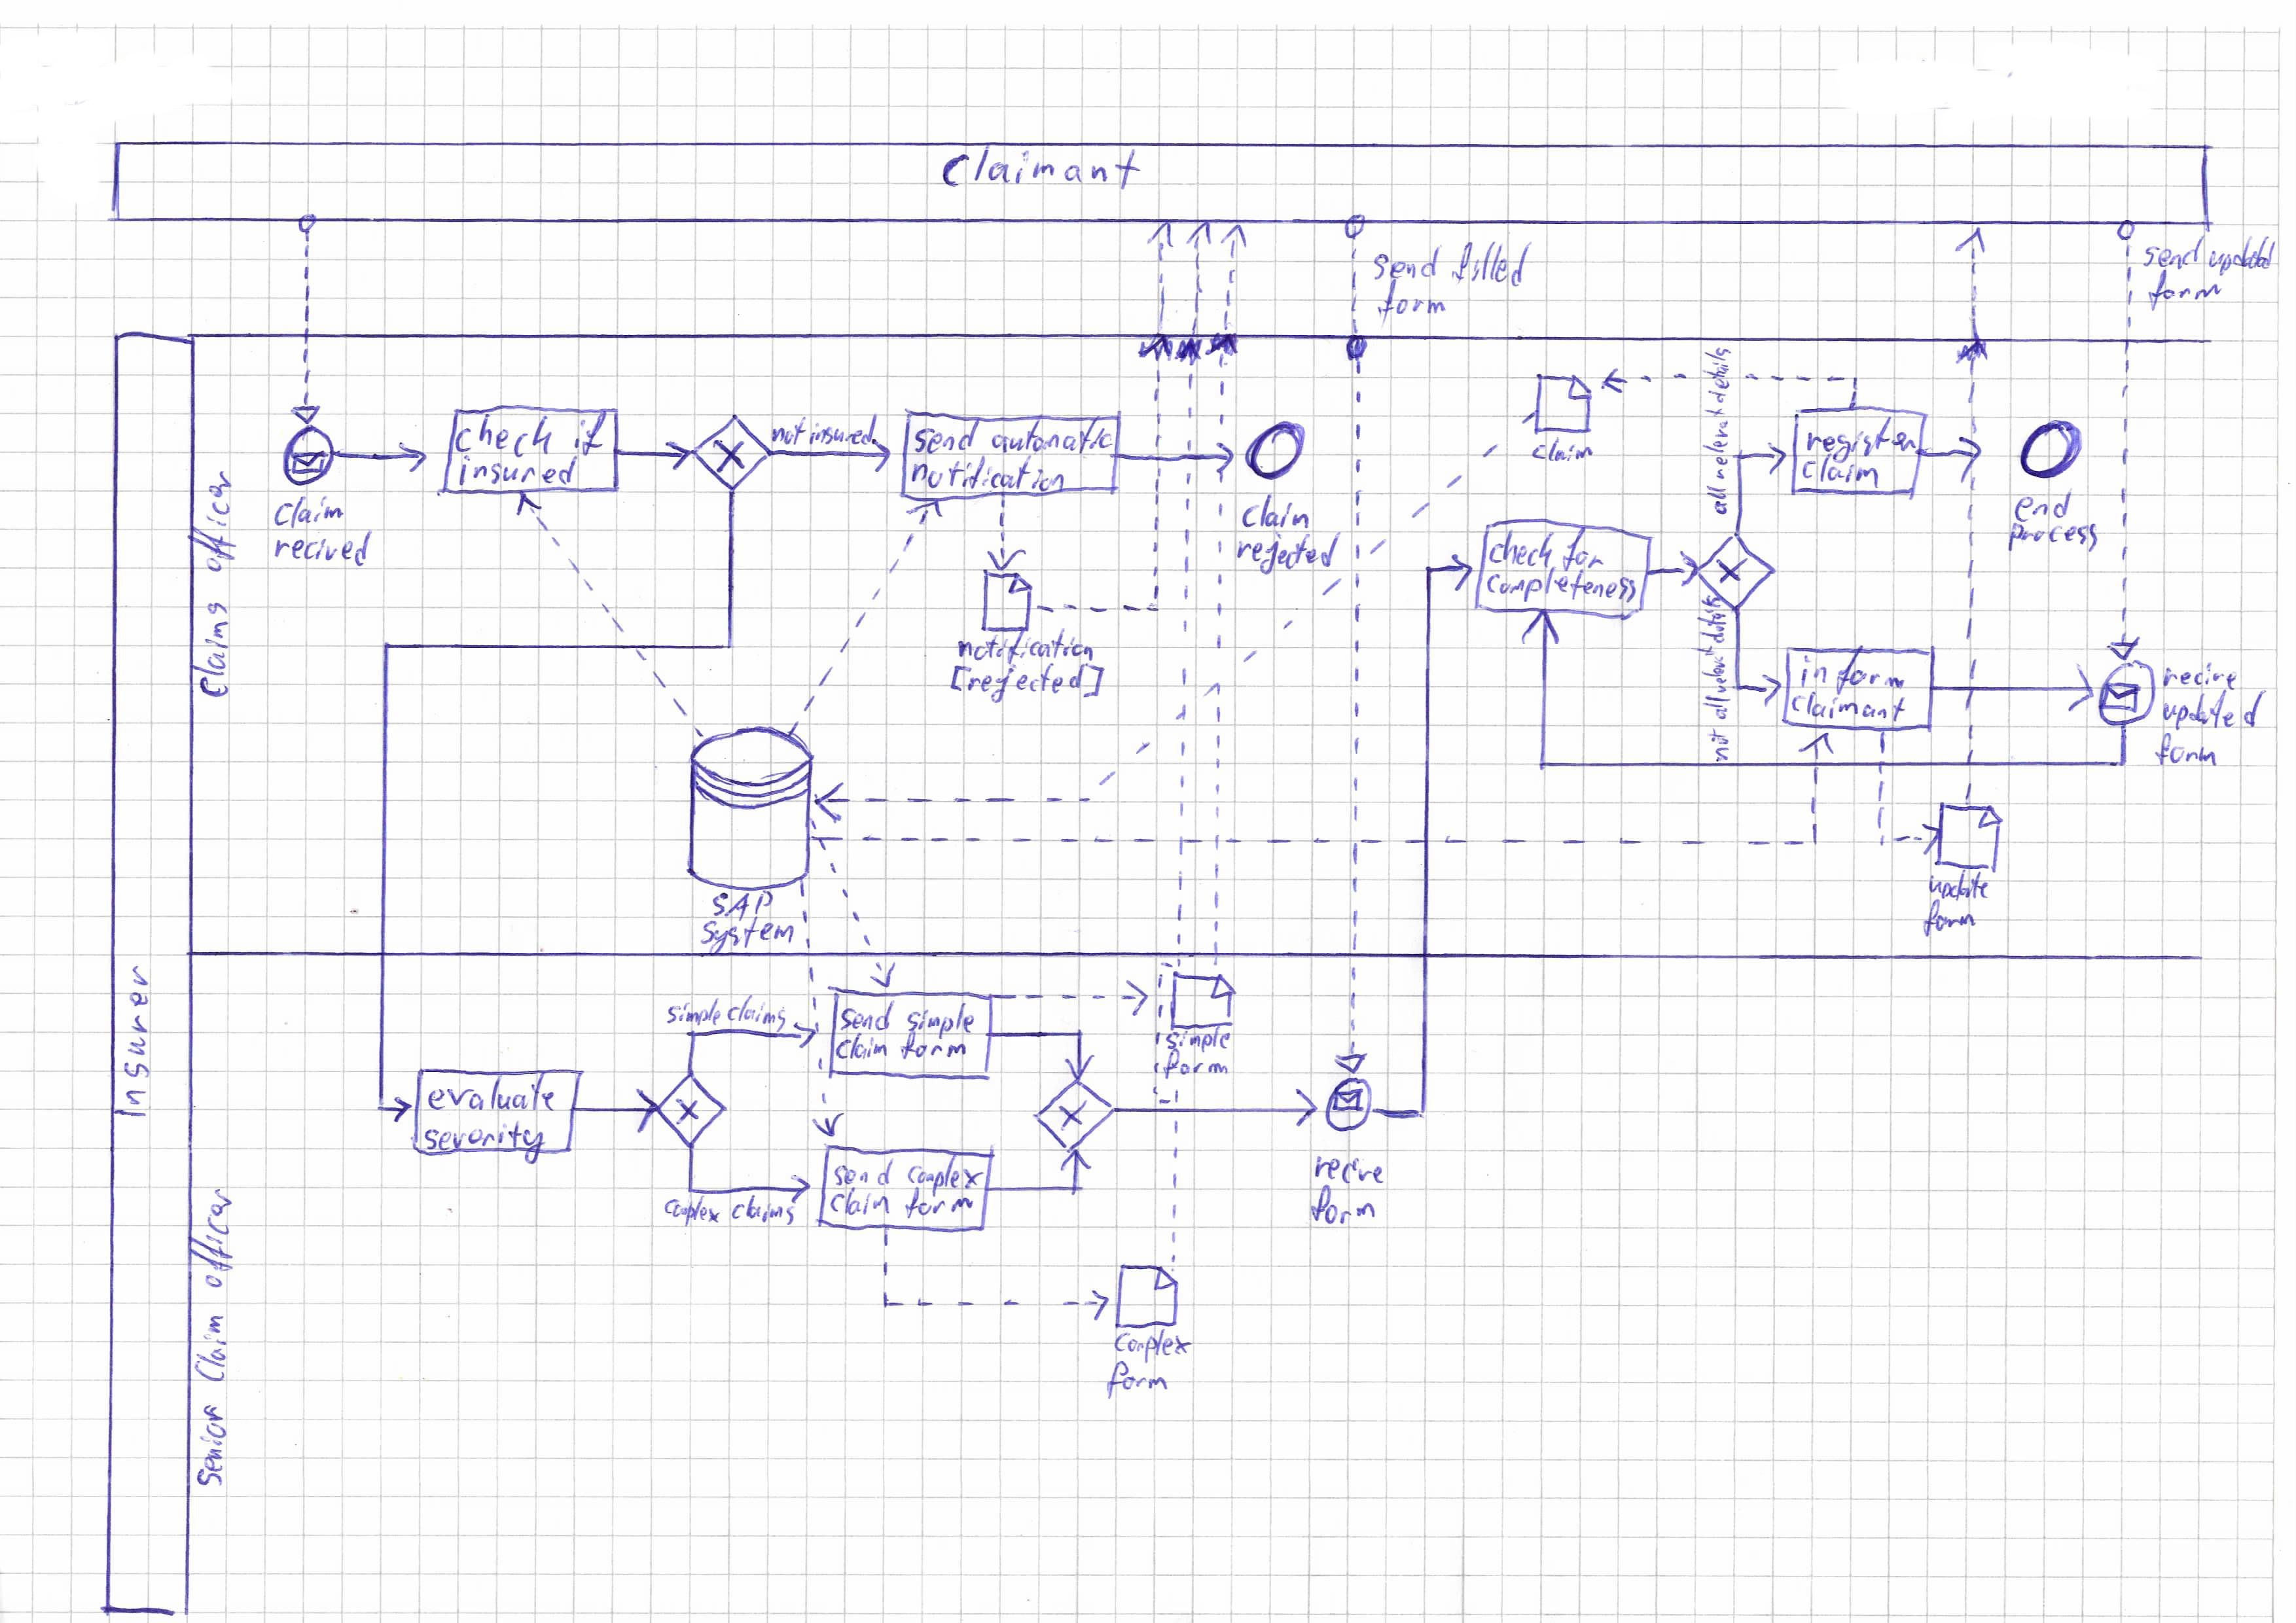 Claimant
send filled
form
send updated
form
Claims officer
claim
recived
check if
insured
not insured
send automatic
notification
claim
rejected
notification
[rejected]
claim
all relevant details
register
claim
end
process
check for
completeness
not all relevant details
inform
claimant
recive
updated
form
update
form
SAP
System
Insurer
Senior Claim officer
evaluate
severity
simple claims
complex claims
send simple
claim form
send complex
claim form
simple
form
recive
form
complex
form